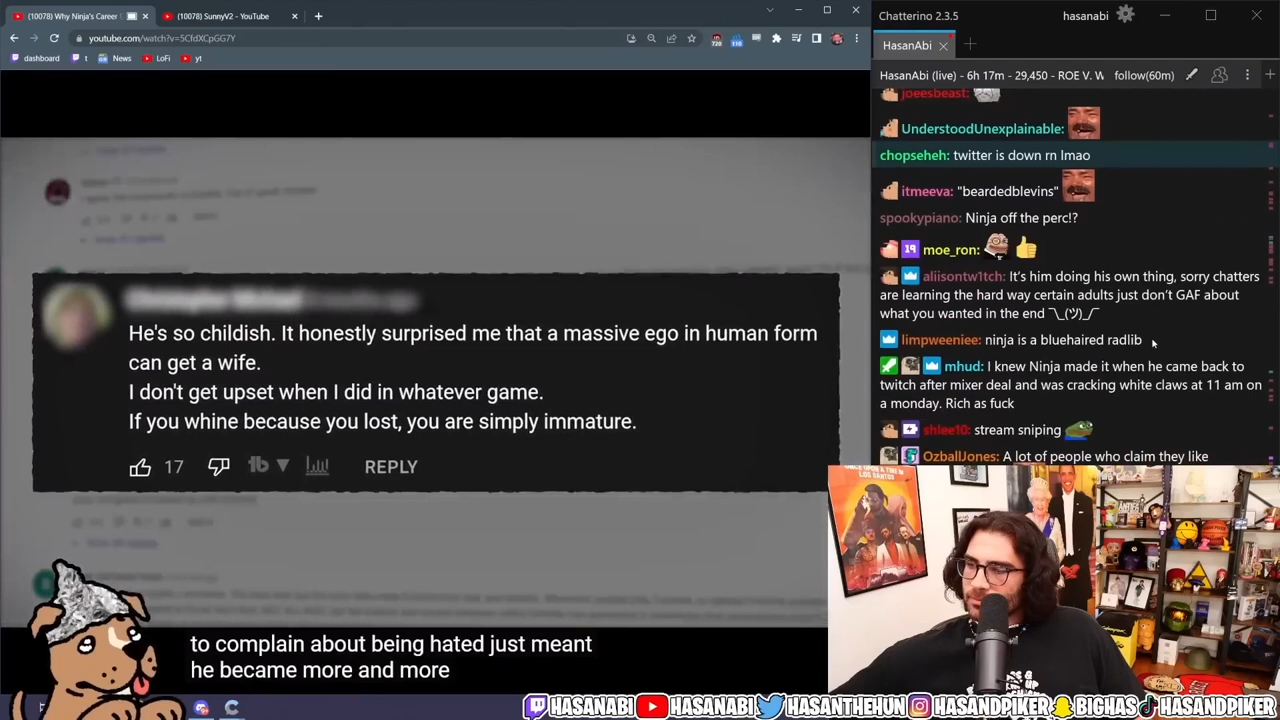 (10078) Why Ninja's Career
(10078) SunnyV2 - YouTube
youtube.com/watch?v=5CfdXCpGG7Y
dashboard
t
News
LoFi
yt
He's so childish. It honestly surprised me that a massive ego in human form
can get a wife.
I don't get upset when I did in whatever game.
If you whine because you lost, you are simply immature.
17
REPLY
to complain about being hated just meant
he became more and more
Chatterino 2.3.5
hasanabi
HasanAbi
HasanAbi (live) - 6h 17m - 29,450 - ROE V. W
follow(60m)
joeesbeast:
UnderstoodUnexplainable:
chopseheh: twitter is down rn lmao
itmeeva: "beardedblevins"
spookypiano: Ninja off the perc!?
19 moe_ron:
aliisontw1tch: It's him doing his own thing, sorry chatters
are learning the hard way certain adults just don't GAF about
what you wanted in the end ¯\_(ツ)_/¯
limpweeniee: ninja is a bluehaired radlib
mhud: I knew Ninja made it when he came back to
twitch after mixer deal and was cracking white claws at 11 am on
a monday. Rich as fuck
shlee10: stream sniping
OzballJones: A lot of people who claim they like
ONCE UPON A TIME IN
LOS SANTOS
HASANABI
HASANABI
HASANTHEHUN
HASANDPIKER
BIGHAS
HASANDPIKER